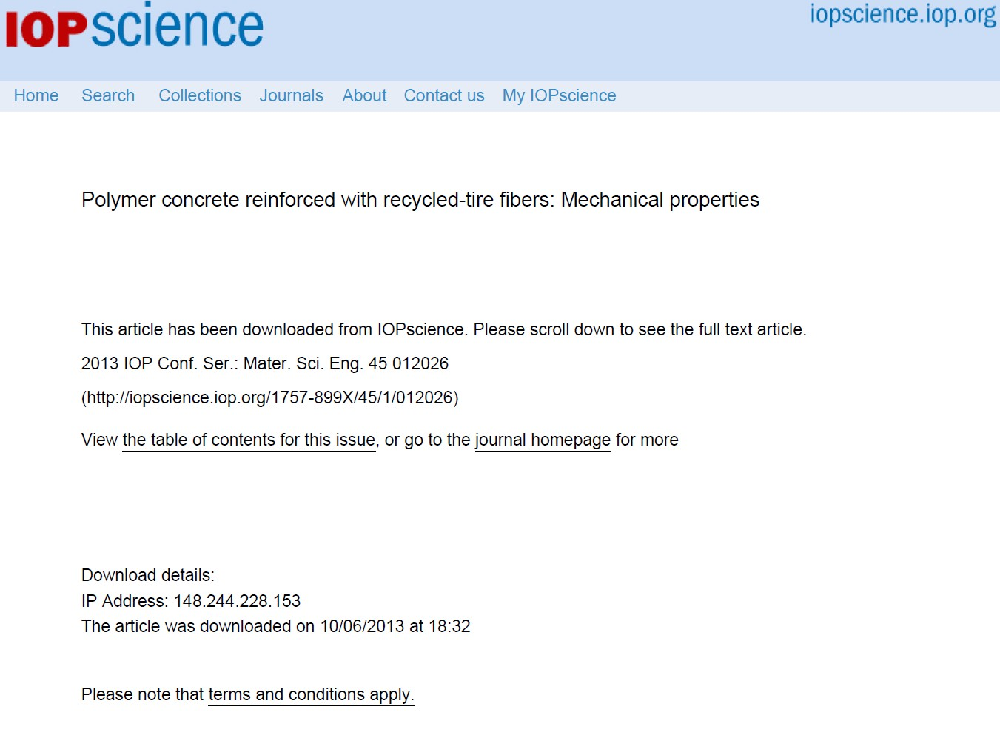 IOPscience
iopscience.iop.org
Home Search Collections Journals About Contact us My IOPscience
Polymer concrete reinforced with recycled-tire fibers: Mechanical properties
This article has been downloaded from IOPscience. Please scroll down to see the full text article.
2013 IOP Conf. Ser.: Mater. Sci. Eng. 45 012026
(http://iopscience.iop.org/1757-899X/45/1/012026)
View the table of contents for this issue, or go to the journal homepage for more
Download details:
IP Address: 148.244.228.153
The article was downloaded on 10/06/2013 at 18:32
Please note that terms and conditions apply.